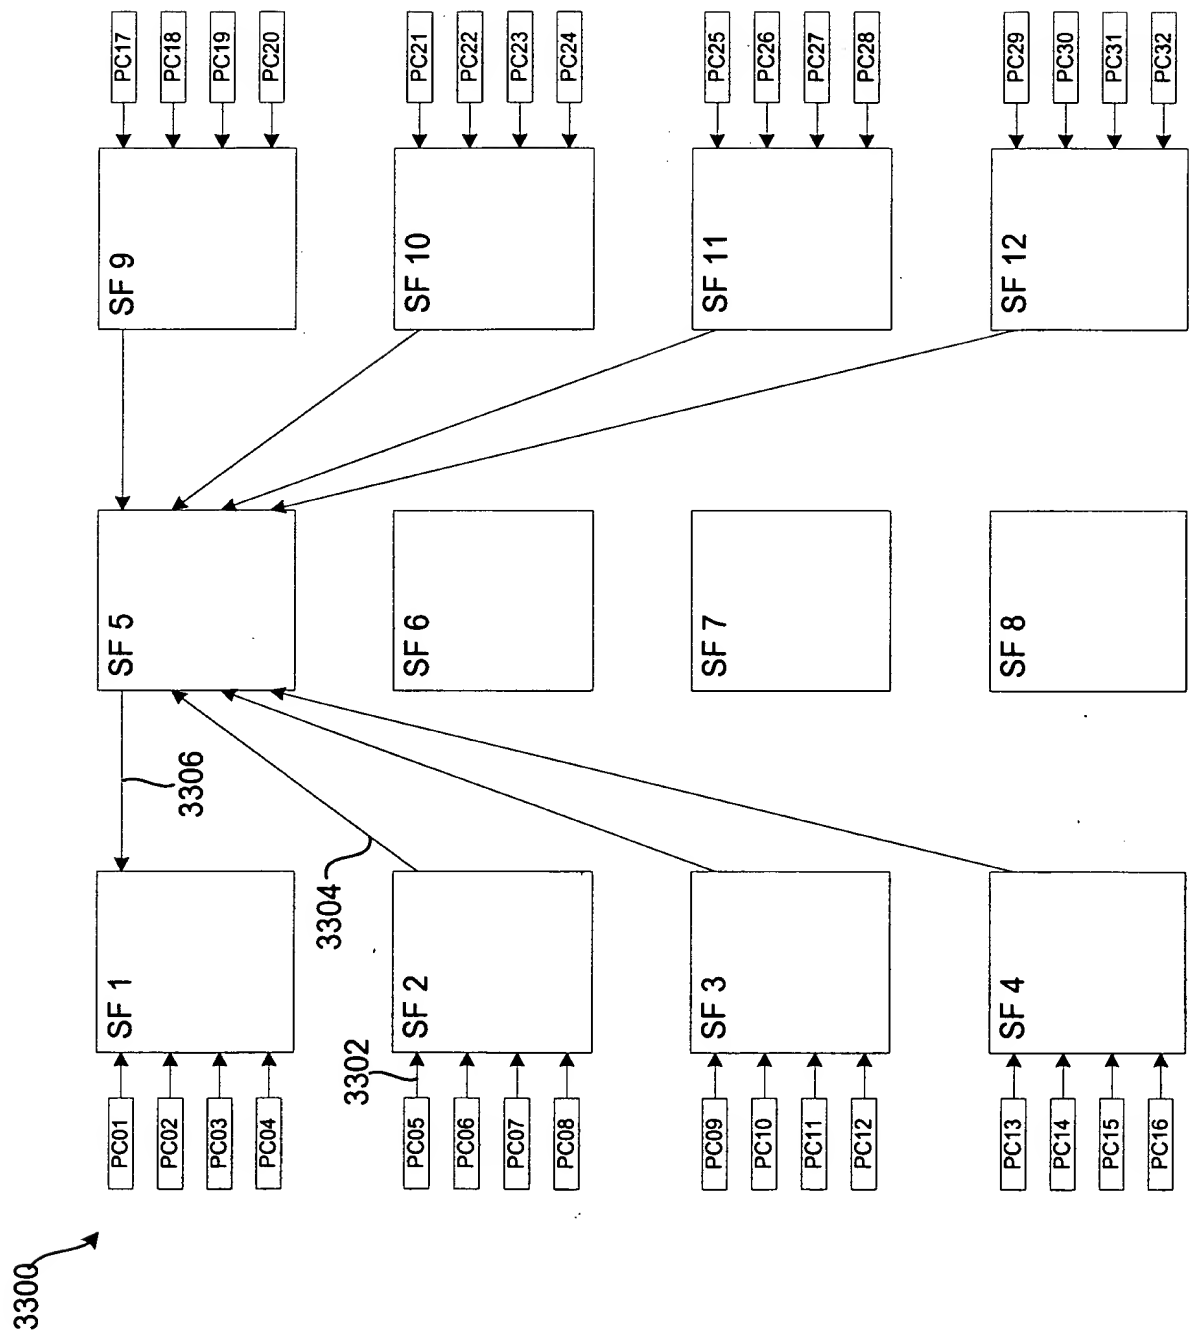 3300
PC01
PC02
PC03
PC04
SF 1
3306
SF 5
SF 9
PC17
PC18
PC19
PC20
PC05
PC06
PC07
PC08
3302
SF 2
3304
SF 6
SF 10
PC21
PC22
PC23
PC24
PC09
PC10
PC11
PC12
SF 3
SF 7
SF 11
PC25
PC26
PC27
PC28
PC13
PC14
PC15
PC16
SF 4
SF 8
SF 12
PC29
PC30
PC31
PC32